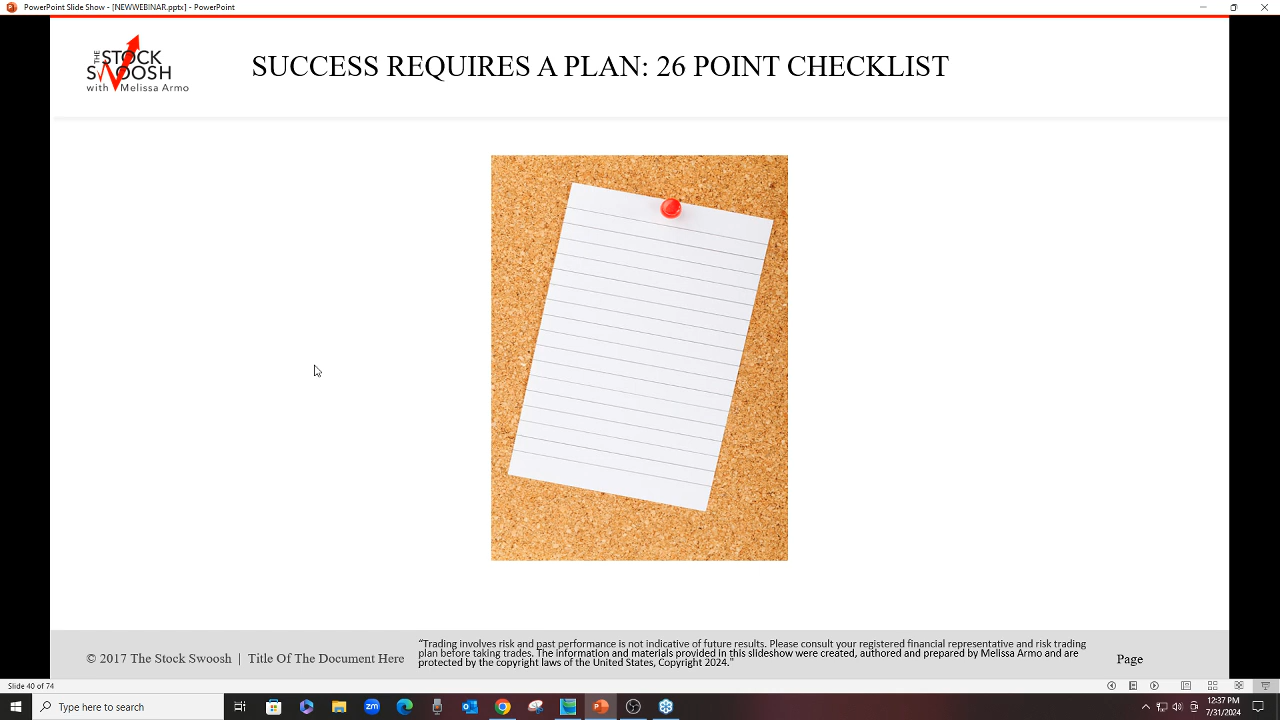 PowerPoint Slide Show - [NEWWEBINAR.pptx] - PowerPoint
THE
STOCK
SWOOSH
with Melissa Armo
SUCCESS REQUIRES A PLAN: 26 POINT CHECKLIST
© 2017 The Stock Swoosh | Title Of The Document Here
“Trading involves risk and past performance is not indicative of future results. Please consult your registered financial representative and risk trading
plan before taking trades. The information and materials provided in this slideshow were created, authored and prepared by Melissa Armo and are
protected by the copyright laws of the United States, Copyright 2024."
Page
Slide 40 of 74
Type here to search
zm
12:37 PM
7/31/2024